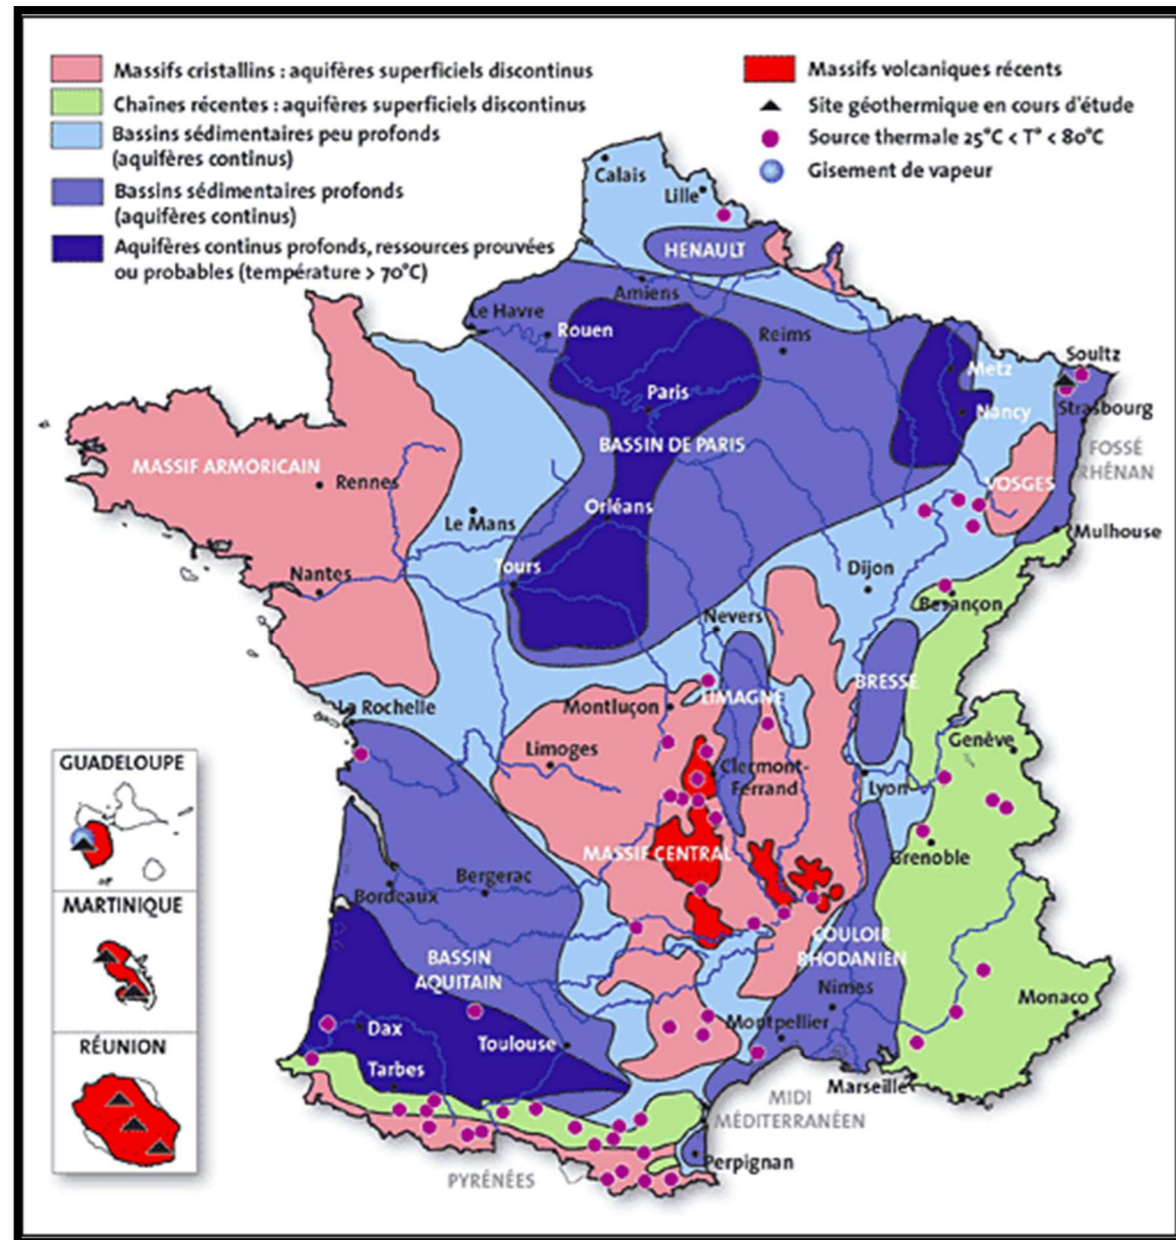 Massifs cristallins : aquifères superficiels discontinus
Chaînes récentes : aquifères superficiels discontinus
Bassins sédimentaires peu profonds
(aquifères continus)
Bassins sédimentaires profonds
(aquifères continus)
Aquifères continus profonds, ressources prouvées
ou probables (température > 70°C)
Massifs volcaniques récents
Site géothermique en cours d'étude
Source thermale 25°C < T° < 80°C
Gisement de vapeur
Calais
Lille
HENAULT
Amiens
Le Havre
Rouen
Reims
Soultz
Metz
Paris
Nancy
Strasbourg
BASSIN DE PARIS
FOSSÉ
RHÉNAN
MASSIF ARMORICAIN
Rennes
VOSGES
Orléans
Le Mans
Mulhouse
Tours
Dijon
Nantes
Besançon
Nevers
BRESSE
LIMAGNE
La Rochelle
Montluçon
Genève
Limoges
Clermont-
Ferrand
Lyon
GUADELOUPE
MASSIF CENTRAL
Grenoble
Bergerac
Bordeaux
MARTINIQUE
COULOIR
RHODANIEN
BASSIN
AQUITAIN
Nimes
Monaco
Dax
Montpellier
Toulouse
RÉUNION
Tarbes
Marseille
MIDI
MÉDITERRANÉEN
Perpignan
PYRÉNÉES